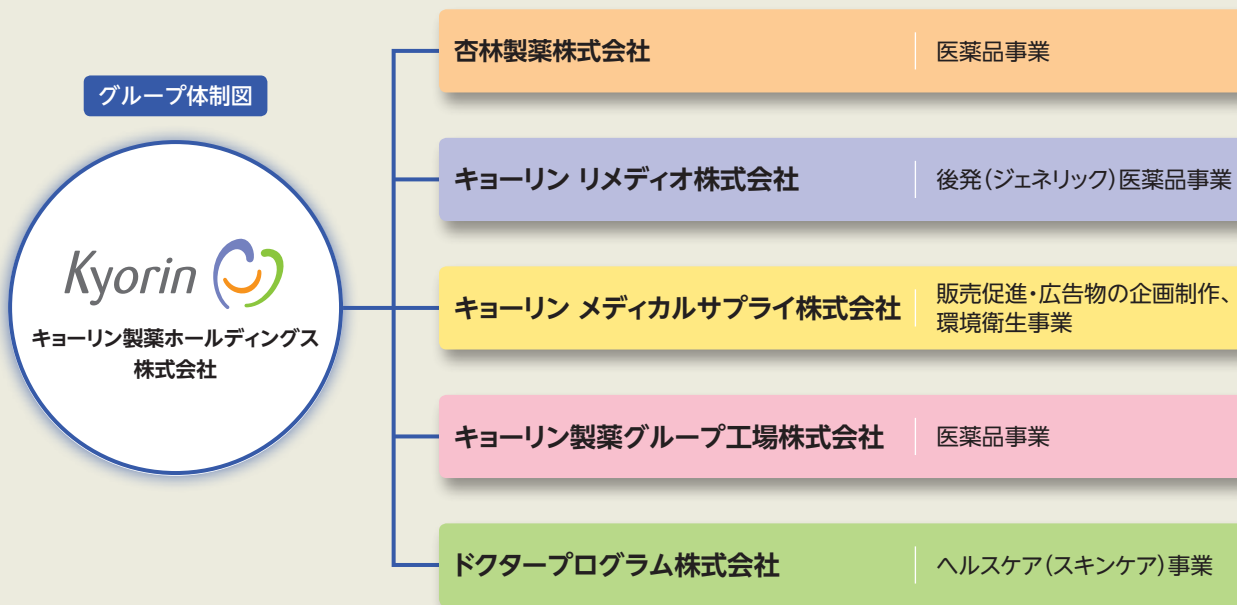 グループ体制図
Kyorin
キョーリン製薬ホールディングス
株式会社
杏林製薬株式会社
医薬品事業
キョーリン リメディオ株式会社
後発(ジェネリック)医薬品事業
キョーリン メディカルサプライ株式会社
販売促進・広告物の企画制作、
環境衛生事業
キョーリン製薬グループ工場株式会社
医薬品事業
ドクタープログラム株式会社
ヘルスケア(スキンケア)事業